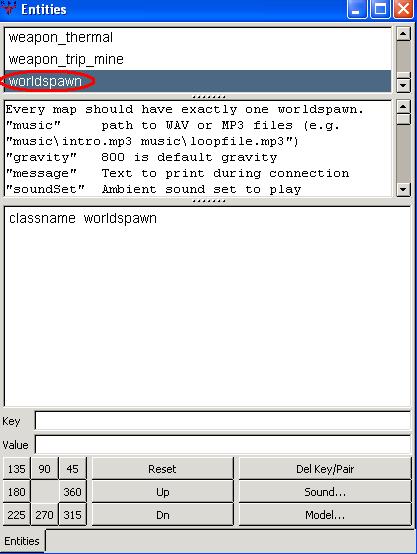 Entities
weapon_thermal
weapon_trip_mine
worldspawn
Every map should have exactly one worldspawn.
"music"     path to WAV or MP3 files (e.g.
"music\intro.mp3 music\loopfile.mp3")
"gravity"   800 is default gravity
"message"   Text to print during connection
"soundSet"  Ambient sound set to play
classname worldspawn
Key
Value
135 90 45 Reset Del Key/Pair
180 360 Up Sound...
225 270 315 Dn Model...
Entities